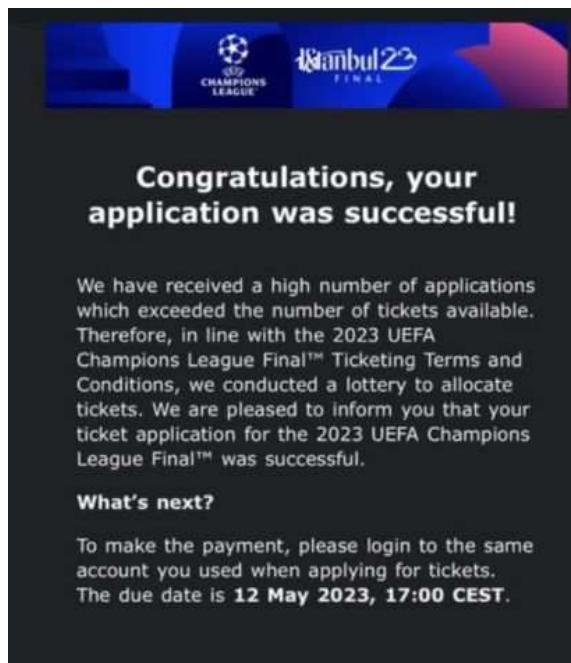 CHAMPIONS
LEAGUE
istanbul23
FINAL
Congratulations, your
application was successful!
We have received a high number of applications
which exceeded the number of tickets available.
Therefore, in line with the 2023 UEFA
Champions League Final™ Ticketing Terms and
Conditions, we conducted a lottery to allocate
tickets. We are pleased to inform you that your
ticket application for the 2023 UEFA Champions
League Final™ was successful.
What's next?
To make the payment, please login to the same
account you used when applying for tickets.
The due date is 12 May 2023, 17:00 CEST.